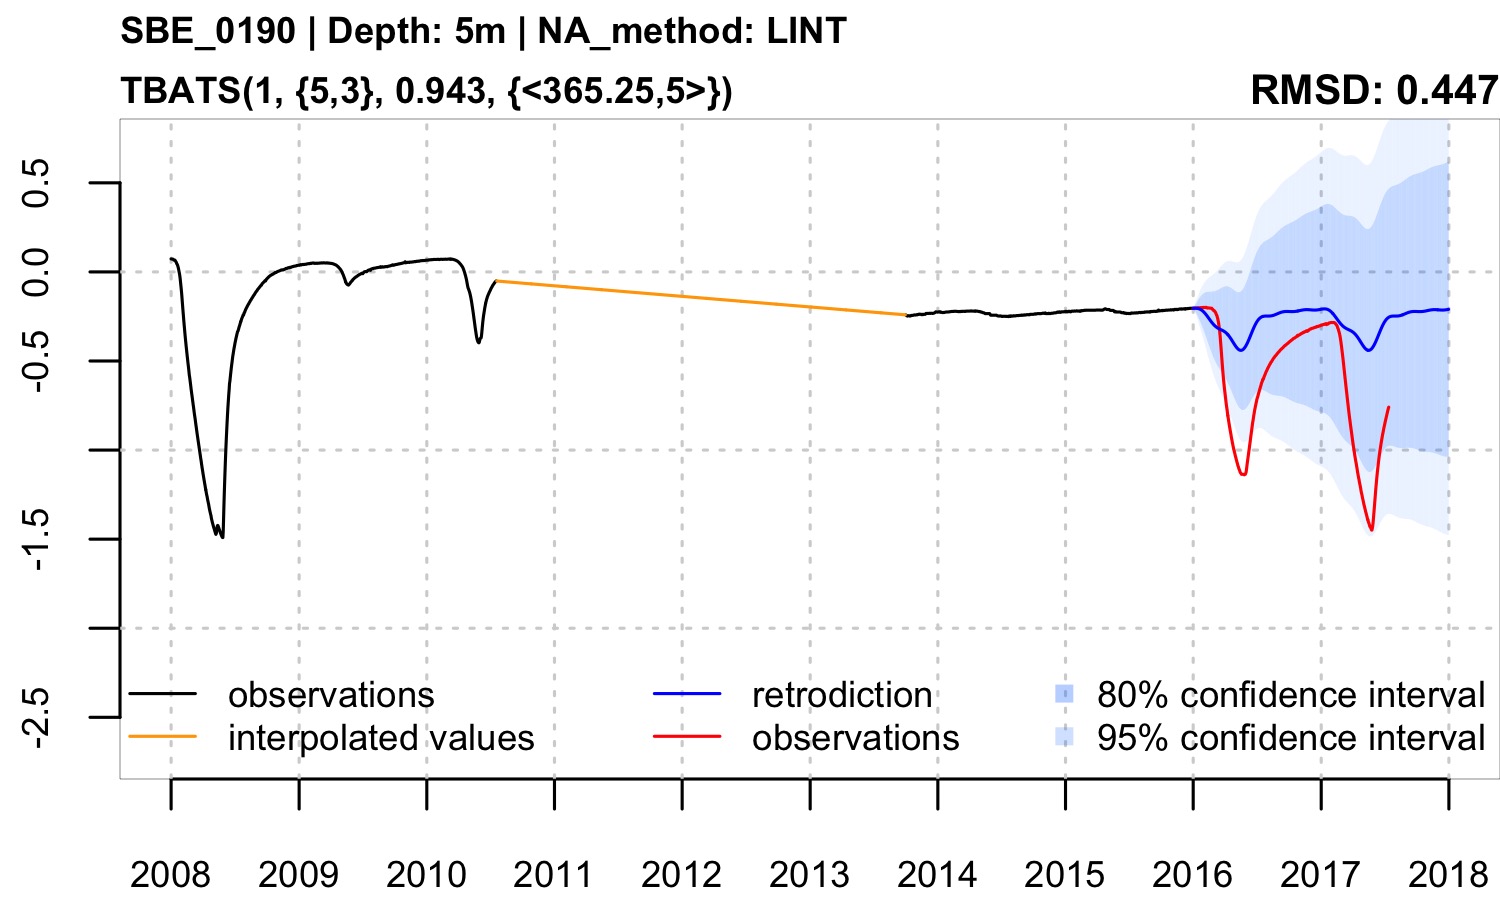 SBE_0190 | Depth: 5m | NA_method: LINT
TBATS(1, {5,3}, 0.943, {<365.25,5>})
RMSD: 0.447
0.5
0.0
-0.5
-1.5
-2.5
observations
interpolated values
retrodiction
observations
80% confidence interval
95% confidence interval
2008 2009 2010 2011 2012 2013 2014 2015 2016 2017 2018